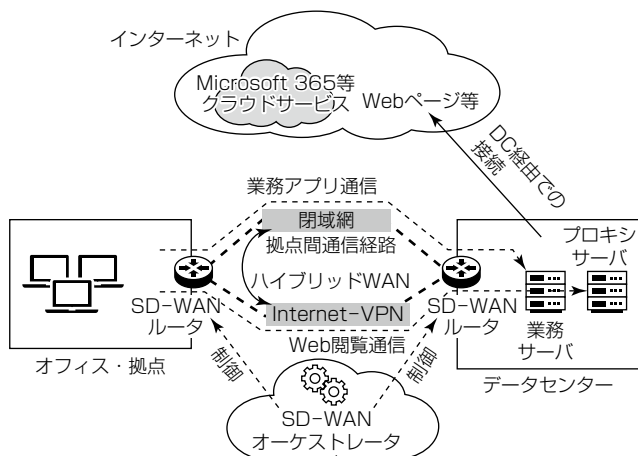 インターネット
Microsoft 365等
クラウドサービス
Webページ等
DC経由での
接続
業務アプリ通信
閉域網
拠点間通信経路
ハイブリッドWAN
Internet-VPN
Web閲覧通信
SD-WAN
ルータ
オフィス・拠点
SD-WAN
ルータ
プロキシ
サーバ
業務
サーバ
データセンター
制御
制御
SD-WAN
オーケストレータ